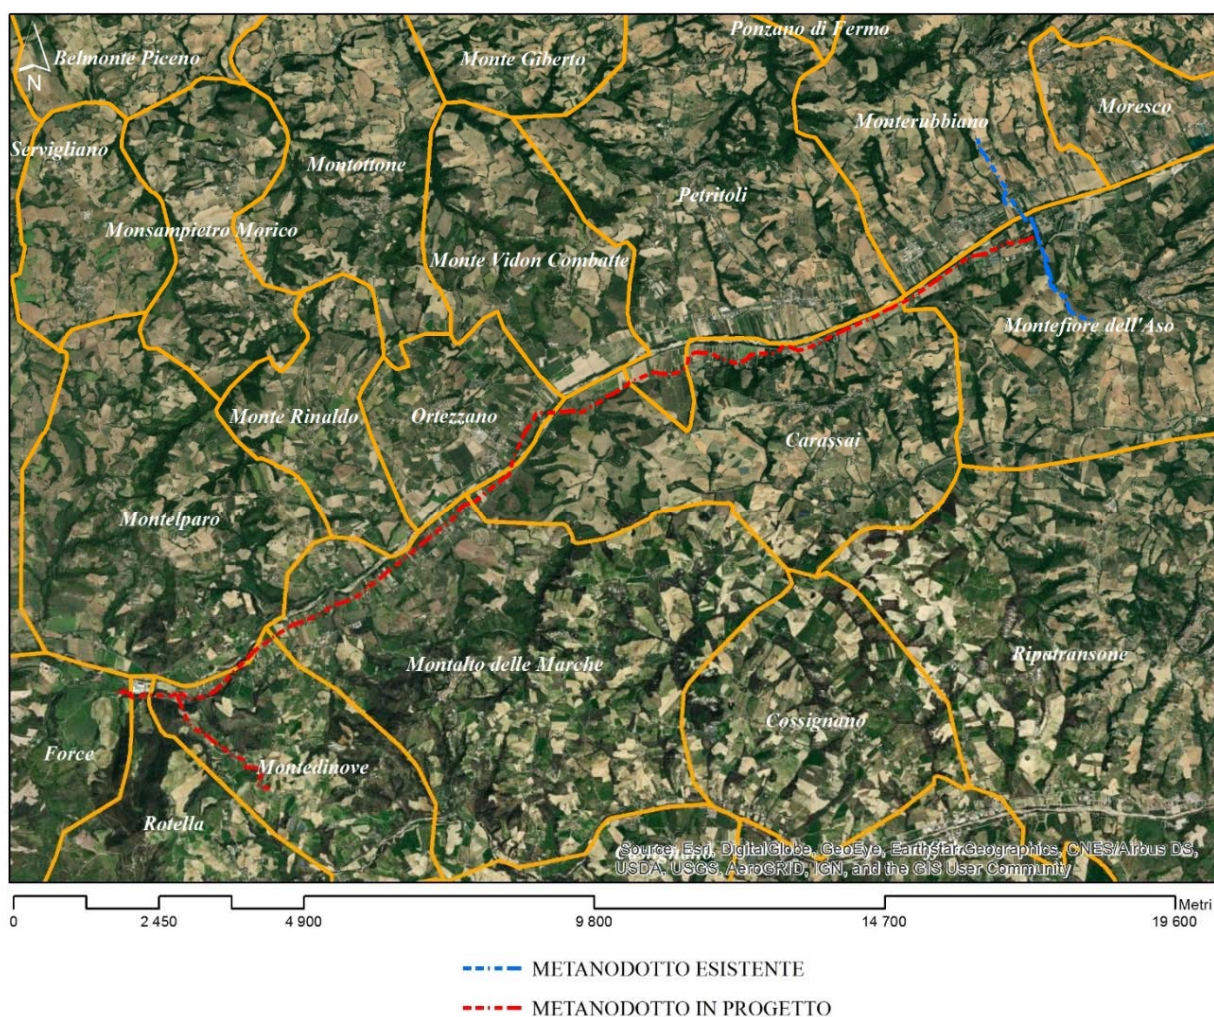 Ponzano di Fermo
Belmonte Piceno
Monte Giberto
N
Moresco
Monterubbiano
Servigliano
Montottone
Petritoli
Monsampietro Morico
Monte Vidon Combatte
Montefiore dell'Aso
Monte Rinaldo
Ortezzano
Carassai
Montelparo
Ripatransone
Montalto delle Marche
Cossignano
Force
Montedinove
Rotella
Source: Esri, DigitalGlobe, GeoEye, Earthstar Geographics, CNES/Airbus DS,
USDA, USGS, AeroGRID, IGN, and the GIS User Community
Metri
0 2 450 4 900 9 800 14 700 19 600
METANODOTTO ESISTENTE
METANODOTTO IN PROGETTO